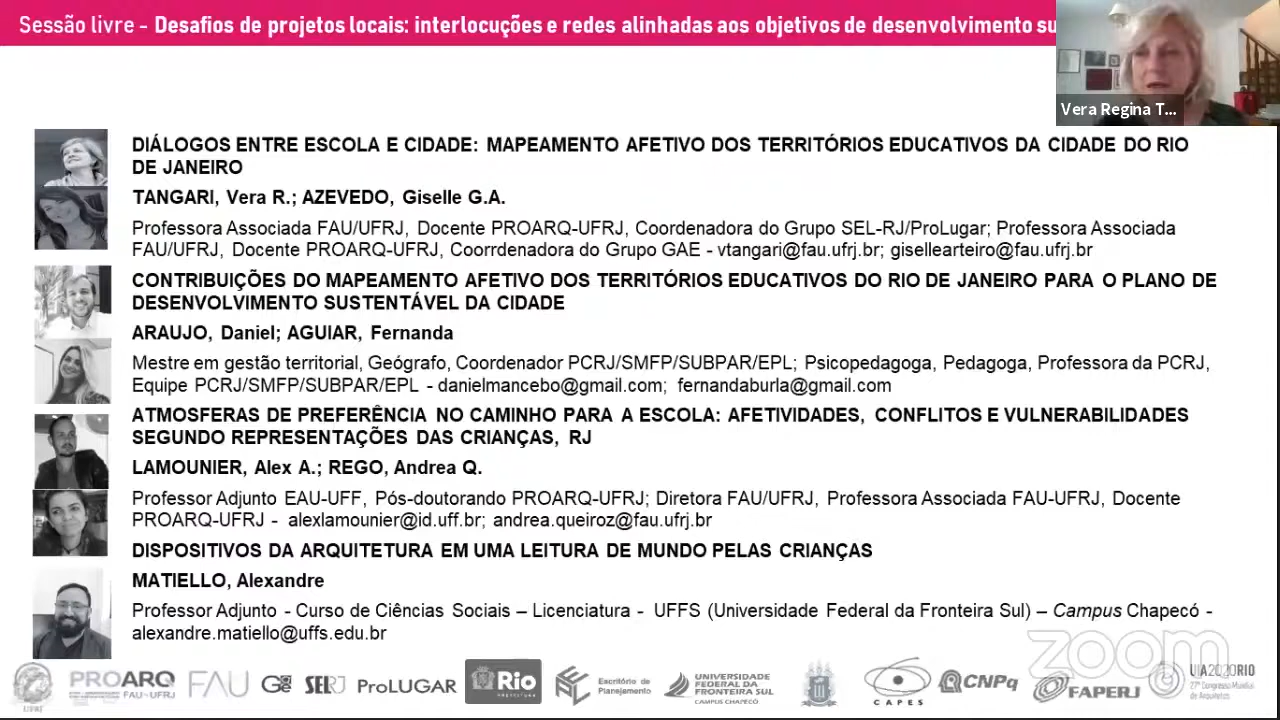 Sessão livre - Desafios de projetos locais: interlocuções e redes alinhadas aos objetivos de desenvolvimento su
Vera Regina T...
DIÁLOGOS ENTRE ESCOLA E CIDADE: MAPEAMENTO AFETIVO DOS TERRITÓRIOS EDUCATIVOS DA CIDADE DO RIO
DE JANEIRO
TANGARI, Vera R.; AZEVEDO, Giselle G.A.
Professora Associada FAU/UFRJ, Docente PROARQ-UFRJ, Coordenadora do Grupo SEL-RJ/ProLugar; Professora Associada
FAU/UFRJ, Docente PROARQ-UFRJ, Coorrdenadora do Grupo GAE - vtangari@fau.ufrj.br; gisellearteiro@fau.ufrj.br
CONTRIBUIÇÕES DO MAPEAMENTO AFETIVO DOS TERRITÓRIOS EDUCATIVOS DO RIO DE JANEIRO PARA O PLANO DE
DESENVOLVIMENTO SUSTENTÁVEL DA CIDADE
ARAUJO, Daniel; AGUIAR, Fernanda
Mestre em gestão territorial, Geógrafo, Coordenador PCRJ/SMFP/SUBPAR/EPL; Psicopedagoga, Pedagoga, Professora da PCRJ,
Equipe PCRJ/SMFP/SUBPAR/EPL - danielmancebo@gmail.com; fernandaburla@gmail.com
ATMOSFERAS DE PREFERÊNCIA NO CAMINHO PARA A ESCOLA: AFETIVIDADES, CONFLITOS E VULNERABILIDADES
SEGUNDO REPRESENTAÇÕES DAS CRIANÇAS, RJ
LAMOUNIER, Alex A.; REGO, Andrea Q.
Professor Adjunto EAU-UFF, Pós-doutorando PROARQ-UFRJ; Diretora FAU/UFRJ, Professora Associada FAU-UFRJ, Docente
PROARQ-UFRJ - alexlamounier@id.uff.br; andrea.queiroz@fau.ufrj.br
DISPOSITIVOS DA ARQUITETURA EM UMA LEITURA DE MUNDO PELAS CRIANÇAS
MATIELLO, Alexandre
Professor Adjunto - Curso de Ciências Sociais – Licenciatura - UFFS (Universidade Federal da Fronteira Sul) – Campus Chapecó -
alexandre.matiello@uffs.edu.br
zoom
UFRJ
PROARQ
FAU-UFRJ
FAU
ProLUGAR
Rio
PREFEITURA
Escritório de
Planejamento
UNIVERSIDADE
FEDERAL DA
FRONTEIRA SUL
CAMPUS CHAPECÓ
CAPES
CNPq
FAPERJ
UIA2020RIO
27º Congresso Mundial
de Arquitetos